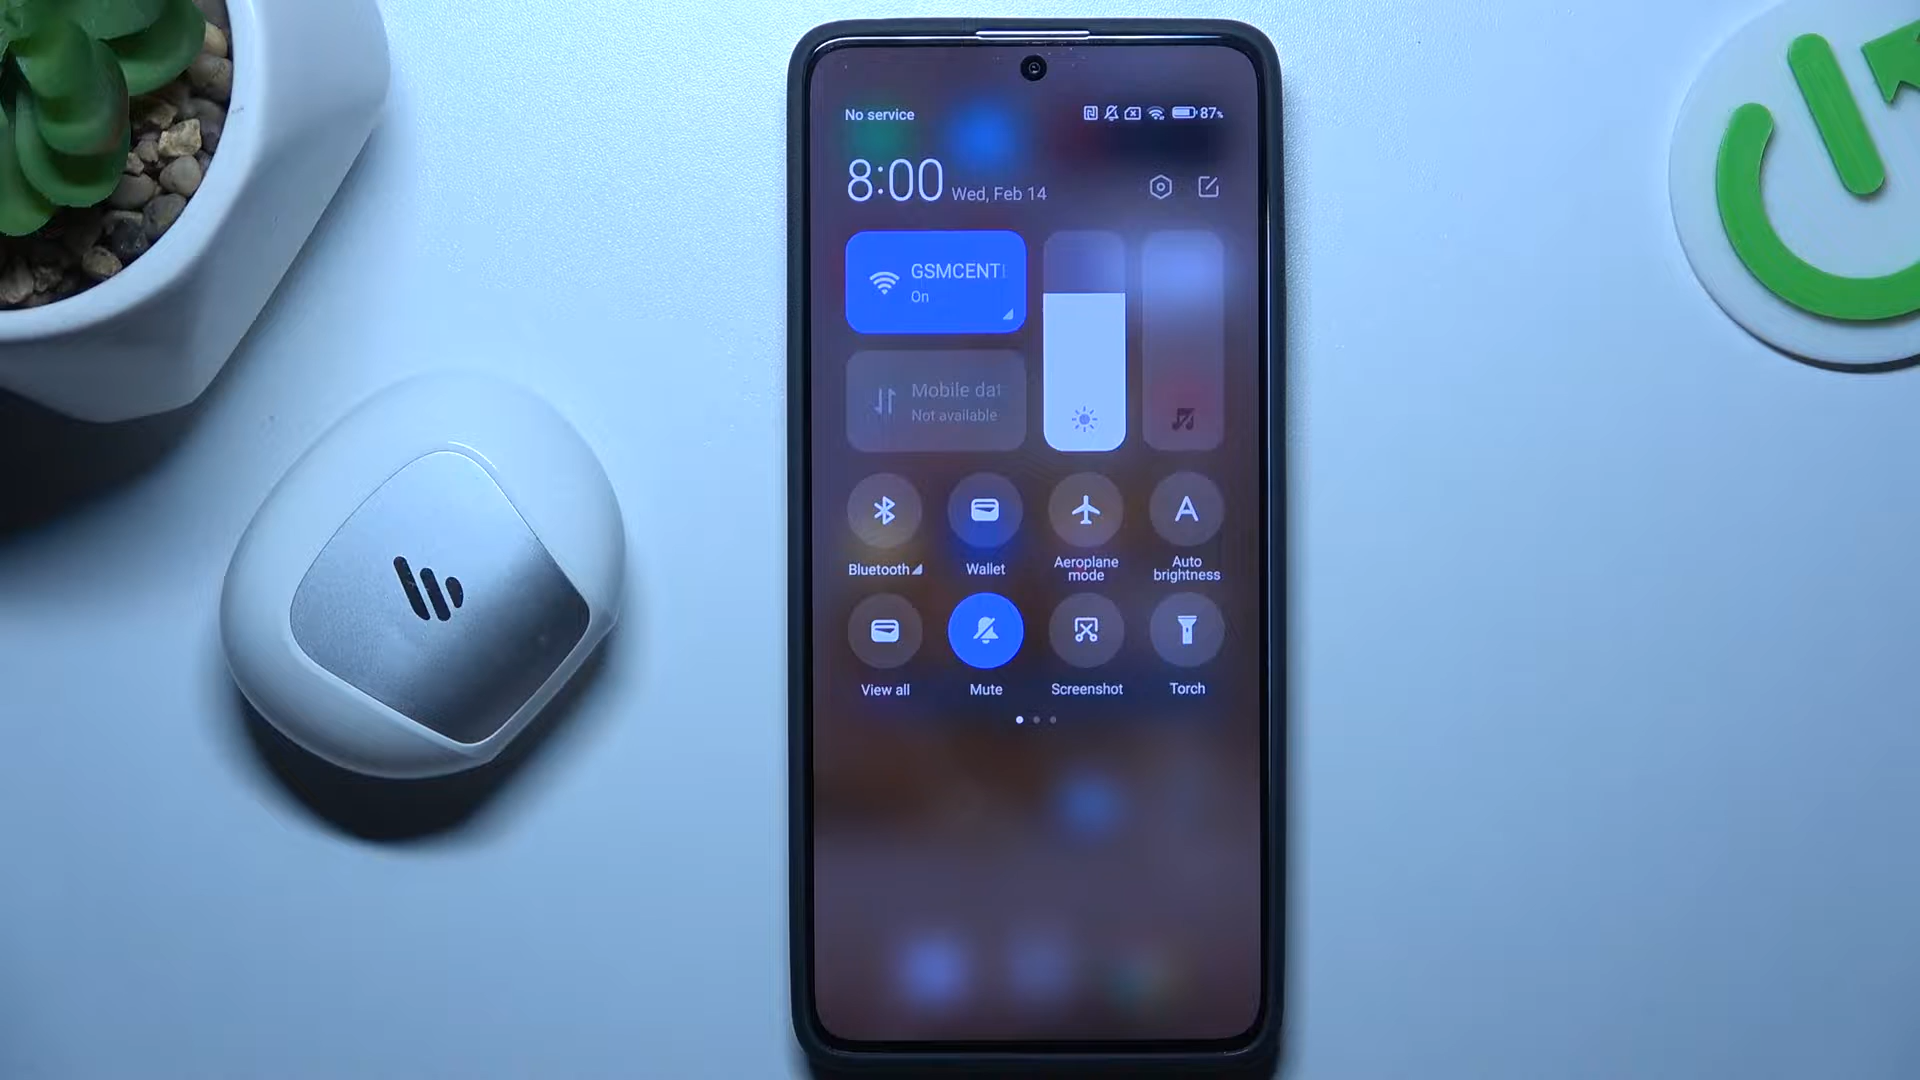 No service
87%
8:00 Wed, Feb 14
GSMCENT
On
Mobile dat
Not available
Bluetooth
Wallet
Aeroplane mode
Auto brightness
View all
Mute
Screenshot
Torch